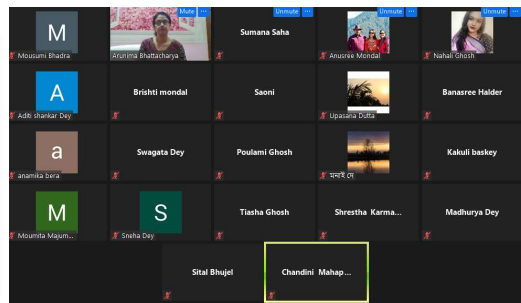 Mute ...
Unmute ...
Unmute ...
Unmute ...
M
Mousumi Bhadra
Arunima Bhattacharya
Sumana Saha
Anusree Mondal
Nahali Ghosh
A
Aditi shankar Dey
Brishti mondal
Saoni
Upasana Dutta
Banasree Halder
a
anamika bera
Swagata Dey
Poulami Ghosh
মনাই দে
Kakuli baskey
M
Moumita Majum...
S
Sneha Dey
Tiasha Ghosh
Shrestha Karma...
Madhurya Dey
Sital Bhujel
Chandini Mahap...